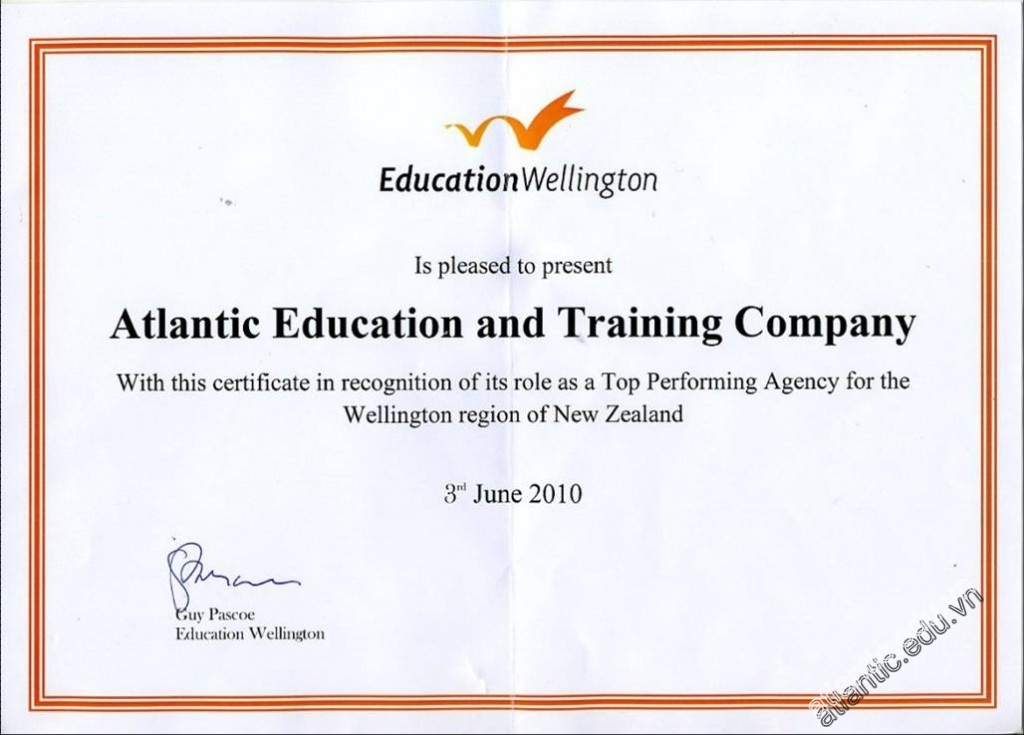 EducationWellington
Is pleased to present
Atlantic Education and Training Company
With this certificate in recognition of its role as a Top Performing Agency for the
Wellington region of New Zealand
3rd June 2010
Guy Pascoe
Education Wellington
atlantic.edu.vn